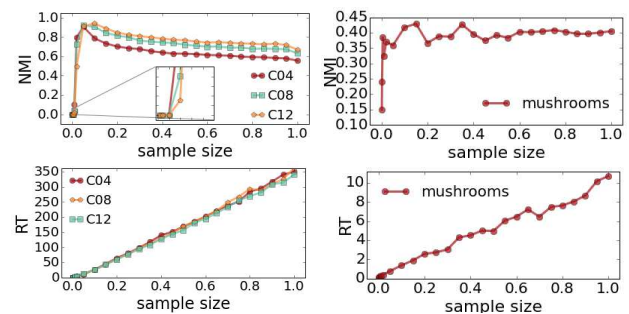 1.0
0.8
0.6
0.4
0.2
0.0
NMI
C04
C08
C12
0.0 0.2 0.4 0.6 0.8 1.0
sample size
0.45
0.40
0.35
0.30
0.25
0.20
0.15
0.10
NMI
mushrooms
0.0 0.2 0.4 0.6 0.8 1.0
sample size
350
300
250
200
150
100
50
0
RT
C04
C08
C12
0.0 0.2 0.4 0.6 0.8 1.0
sample size
10
8
6
4
2
0
RT
mushrooms
0.0 0.2 0.4 0.6 0.8 1.0
sample size